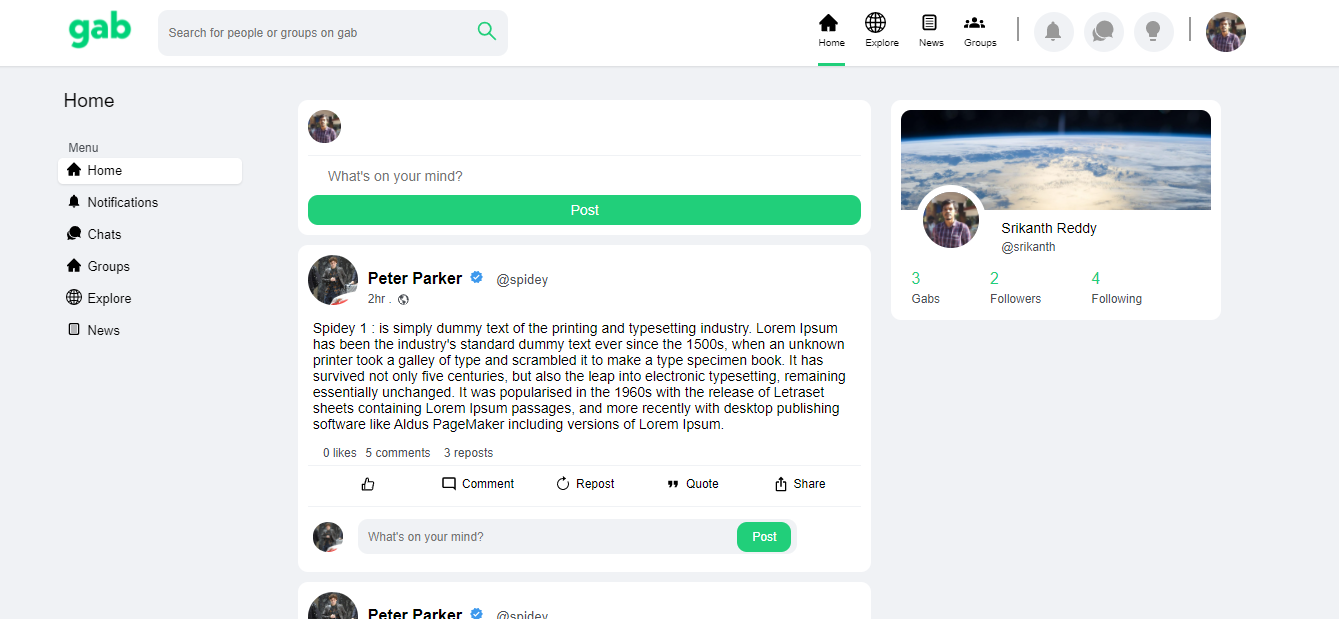 gab
Search for people or groups on gab
Home
Explore
News
Groups
Home
Menu
Home
Notifications
Chats
Groups
Explore
News
What's on your mind?
Post
Peter Parker @spidey
2hr .
Spidey 1 : is simply dummy text of the printing and typesetting industry. Lorem Ipsum
has been the industry's standard dummy text ever since the 1500s, when an unknown
printer took a galley of type and scrambled it to make a type specimen book. It has
survived not only five centuries, but also the leap into electronic typesetting, remaining
essentially unchanged. It was popularised in the 1960s with the release of Letraset
sheets containing Lorem Ipsum passages, and more recently with desktop publishing
software like Aldus PageMaker including versions of Lorem Ipsum.
0 likes 5 comments 3 reposts
Comment Repost Quote Share
What's on your mind? Post
Peter Parker @spidey
Srikanth Reddy
@srikanth
3 2 4
Gabs Followers Following